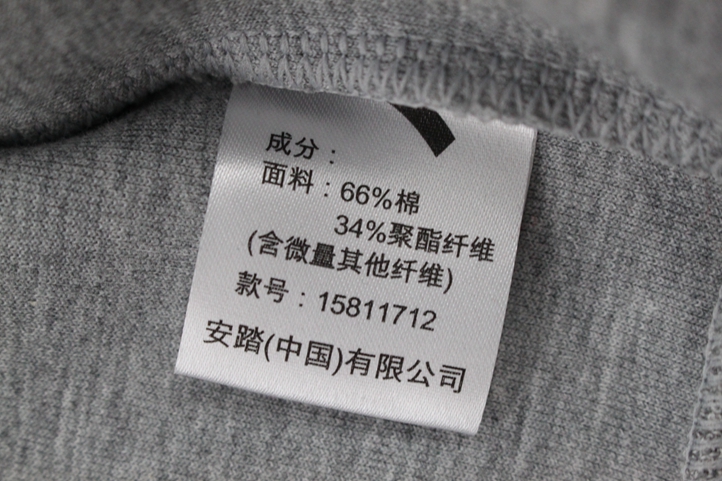 成分：
面料：66%棉
34%聚酯纤维
(含微量其他纤维)
款号：15811712
安踏(中国)有限公司